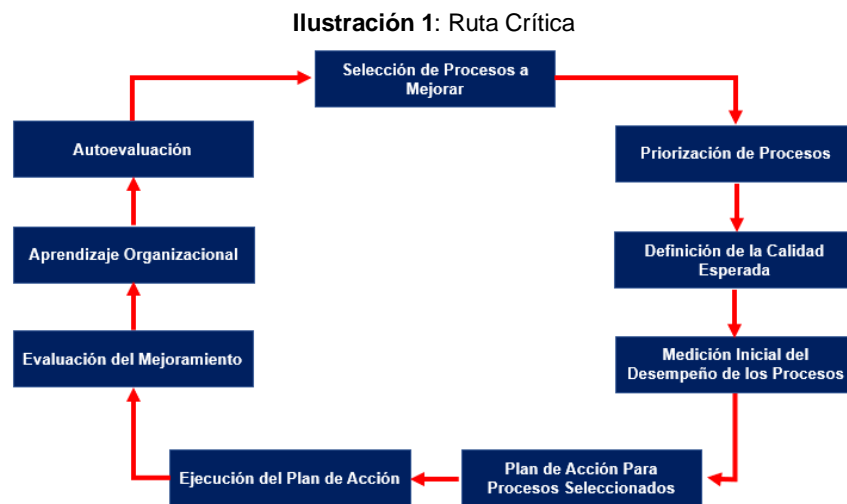 Ilustración 1: Ruta Crítica
Selección de Procesos a
Mejorar
Autoevaluación
Priorización de Procesos
Aprendizaje Organizacional
Definición de la Calidad
Esperada
Evaluación del Mejoramiento
Medición Inicial del
Desempeño de los Procesos
Ejecución del Plan de Acción
Plan de Acción Para
Procesos Seleccionados